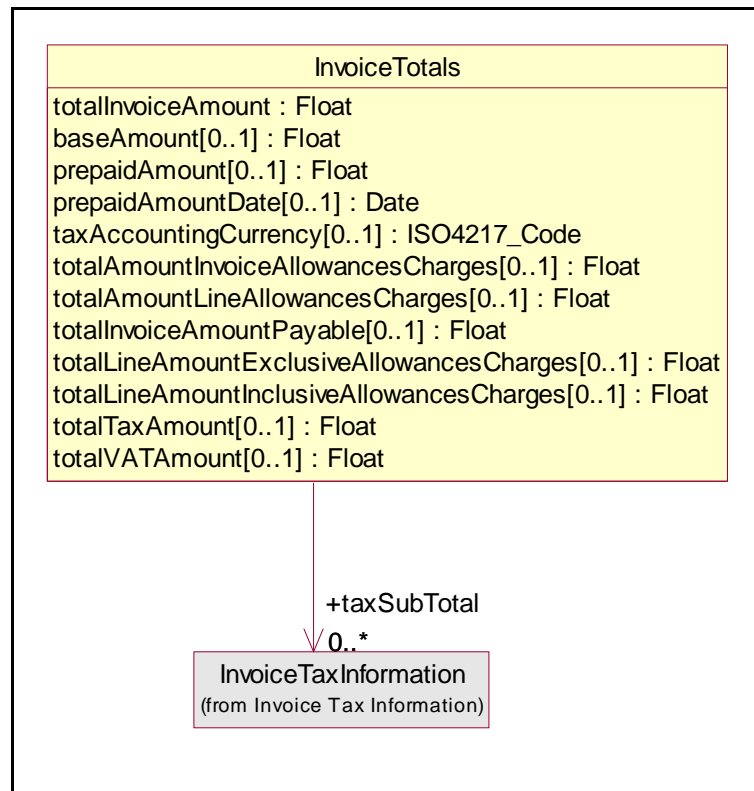 InvoiceTotals
totalInvoiceAmount : Float
baseAmount[0..1] : Float
prepaidAmount[0..1] : Float
prepaidAmountDate[0..1] : Date
taxAccountingCurrency[0..1] : ISO4217_Code
totalAmountInvoiceAllowancesCharges[0..1] : Float
totalAmountLineAllowancesCharges[0..1] : Float
totalInvoiceAmountPayable[0..1] : Float
totalLineAmountExclusiveAllowancesCharges[0..1] : Float
totalLineAmountInclusiveAllowancesCharges[0..1] : Float
totalTaxAmount[0..1] : Float
totalVATAmount[0..1] : Float
+taxSubTotal
0..*
InvoiceTaxInformation
(from Invoice Tax Information)